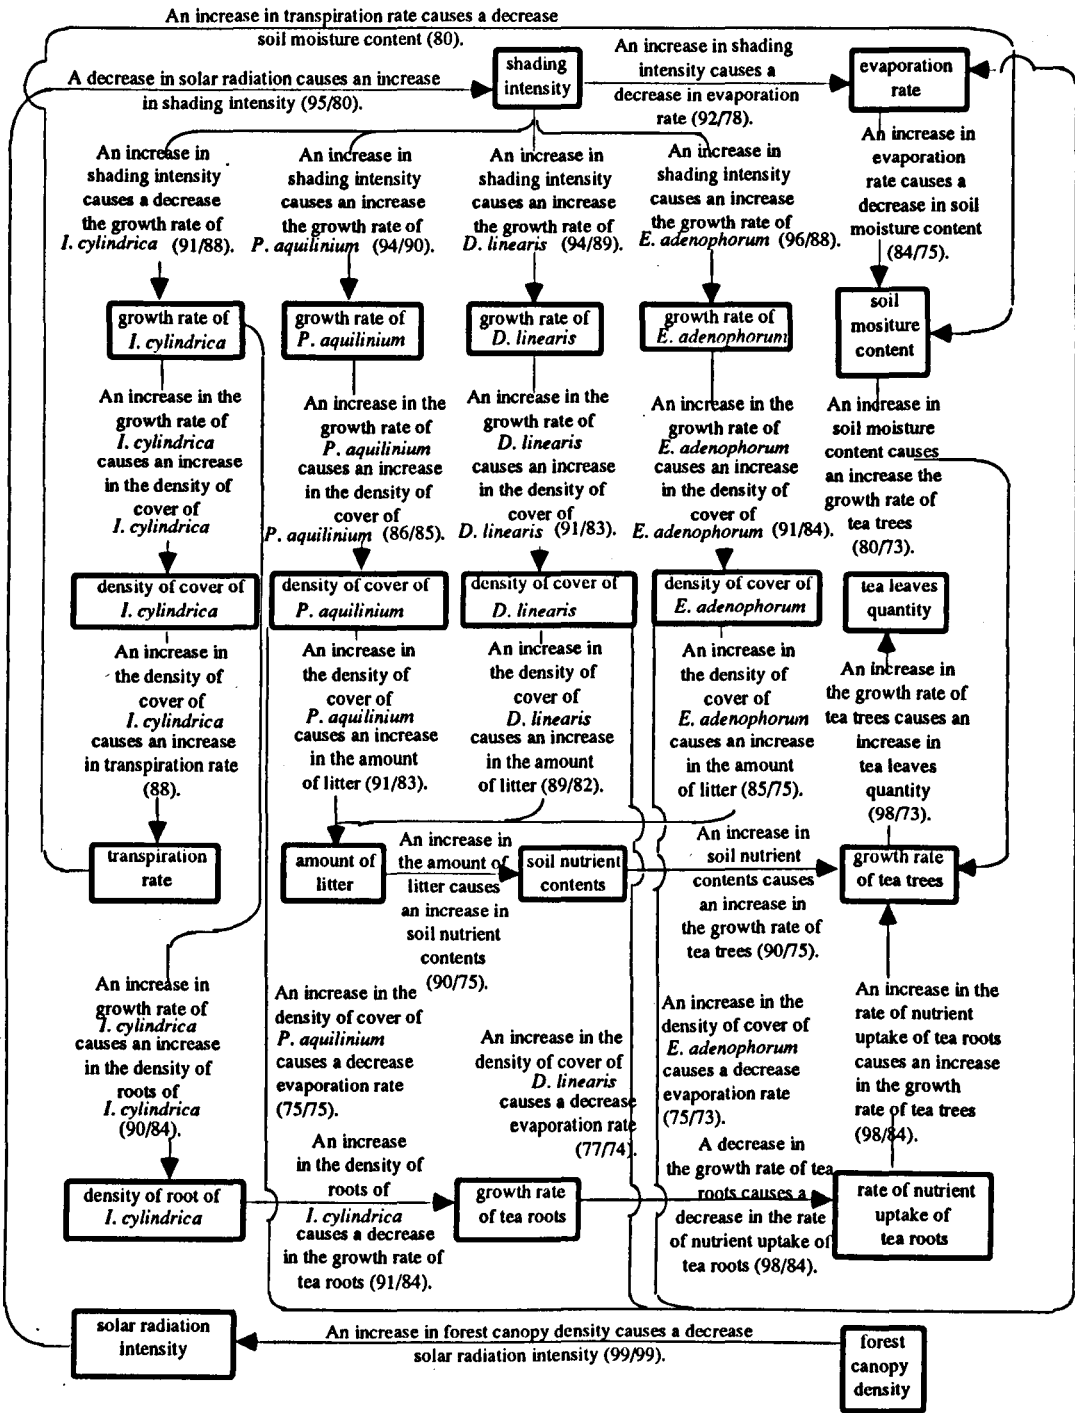 An increase in transpiration rate causes a decrease
soil moisture content (80).
A decrease in solar radiation causes an increase
in shading intensity (95/80).
shading
intensity
An increase in shading
intensity causes a
decrease in evaporation
rate (92/78).
evaporation
rate
An increase in
shading intensity
causes a decrease
the growth rate of
I. cylindrica (91/88).
An increase in
shading intensity
causes an increase
the growth rate of
P. aquilinium (94/90).
An increase in
shading intensity
causes an increase
the growth rate of
D. linearis (94/89).
An increase in
shading intensity
causes an increase
the growth rate of
E. adenophorum (96/88).
An increase in
evaporation
rate causes a
decrease in soil
moisture content
(84/75).
growth rate of
I. cylindrica
growth rate of
P. aquilinium
growth rate of
D. linearis
growth rate of
E. adenophorum
soil
mositure
content
An increase in the
growth rate of
I. cylindrica
causes an increase
in the density of
cover of
I. cylindrica
An increase in the
growth rate of
P. aquilinium
causes an increase
in the density of
cover of
P. aquilinium (86/85).
An increase in the
growth rate of
D. linearis
causes an increase
in the density of
cover of
D. linearis (91/83).
An increase in the
growth rate of
E. adenophorum
causes an increase
in the density of
cover of
E. adenophorum (91/84).
An increase in
soil moisture
content causes
an increase the
growth rate of
tea trees
(80/73).
density of cover of
I. cylindrica
density of cover of
P. aquilinium
density of cover of
D. linearis
density of cover of
E. adenophorum
tea leaves
quantity
An increase in
the density of
cover of
I. cylindrica
causes an increase
in transpiration rate
(88).
An increase in
the density of
cover of
P. aquilinium
causes an increase
in the amount
of litter (91/83).
An increase in
the density of
cover of
D. linearis
causes an increase
in the amount
of litter (89/82).
An increase in
the density of
cover of
E. adenophorum
causes an increase
in the amount
of litter (85/75).
An increase in
the growth rate of
tea trees causes an
increase in
tea leaves
quantity
(98/73).
transpiration
rate
amount of
litter
An increase in
the amount of
litter causes
an increase in
soil nutrient
contents
(90/75).
soil nutrient
contents
An increase in
soil nutrient
contents causes
an increase in
the growth rate of
tea trees (90/75).
growth rate
of tea trees
An increase in
growth rate of
I. cylindrica
causes an increase
in the density of
roots of
I. cylindrica
(90/84).
An increase in the
density of cover of
P. aquilinium
causes a decrease
evaporation rate
(75/75).
An increase in the
density of cover of
D. linearis
causes a decrease
evaporation rate
(77/74).
An increase in the
density of cover of
E. adenophorum
causes a decrease
evaporation rate
(75/73).
An increase in the
rate of nutrient
uptake of tea roots
causes an increase
in the growth
rate of tea trees
(98/84).
density of root of
I. cylindrica
An increase
in the density of
roots of
I. cylindrica
causes a decrease
in the growth rate of
tea roots (91/84).
growth rate
of tea roots
A decrease in
the growth rate of tea
roots causes a
decrease in the rate
of nutrient uptake of
tea roots (98/84).
rate of nutrient
uptake of
tea roots
solar radiation
intensity
An increase in forest canopy density causes a decrease
solar radiation intensity (99/99).
forest
canopy
density